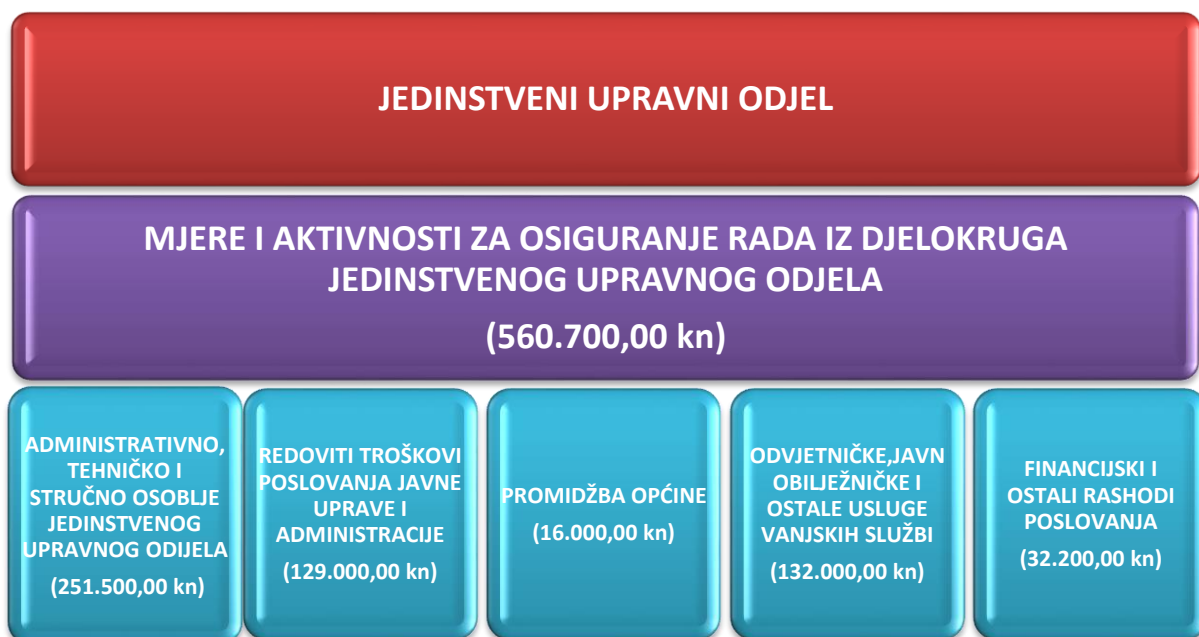 JEDINSTVENI UPRAVNI ODJEL
MJERE I AKTIVNOSTI ZA OSIGURANJE RADA IZ DJELOKRUGA
JEDINSTVENOG UPRAVNOG ODJELA
(560.700,00 kn)
ADMINISTRATIVNO,
TEHNIČKO I
STRUČNO OSOBLJE
JEDINSTVENOG
UPRAVNOG ODIJELA
(251.500,00 kn)
REDOVITI TROŠKOVI
POSLOVANJA JAVNE
UPRAVE I
ADMINISTRACIJE
(129.000,00 kn)
PROMIDŽBA OPĆINE
(16.000,00 kn)
ODVJETNIČKE,JAVN
OBILJEŽNIČKE I
OSTALE USLUGE
VANJSKIH SLUŽBI
(132.000,00 kn)
FINANCIJSKI I
OSTALI RASHODI
POSLOVANJA
(32.200,00 kn)